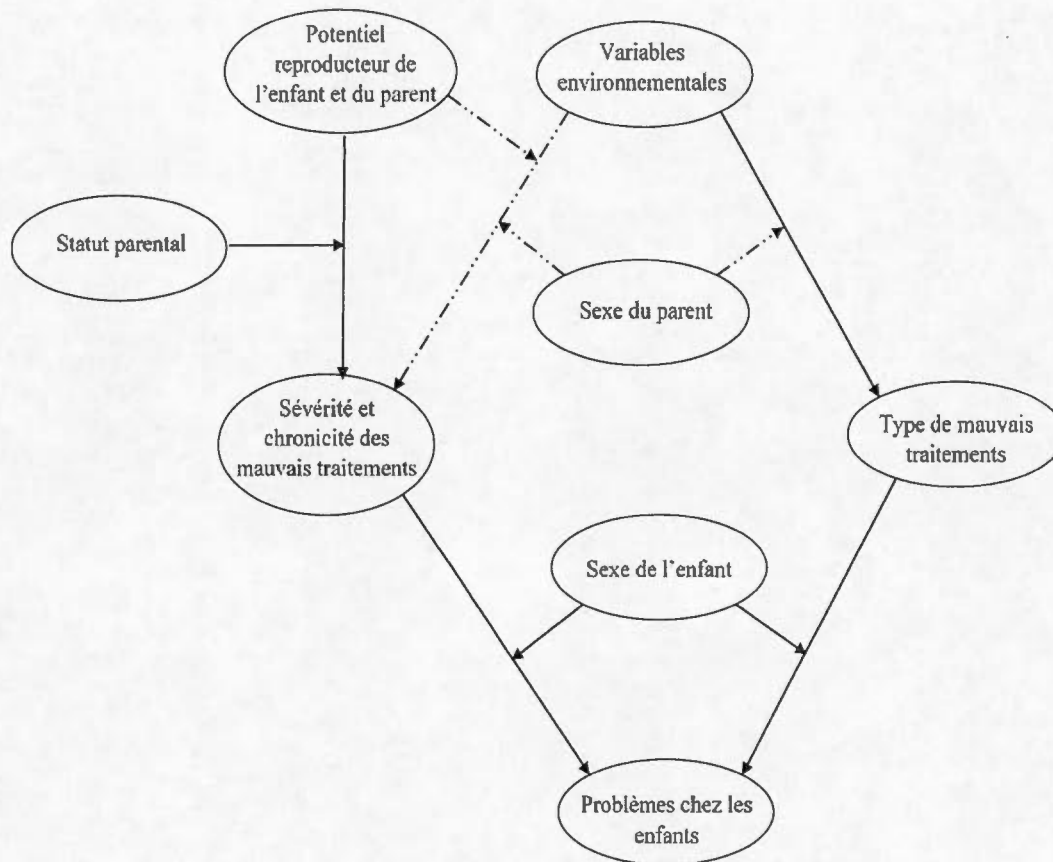 Potentiel
reproducteur de
l'enfant et du parent
Variables
environnementales
Statut parental
Sexe du parent
Sévérité et
chronicité des
mauvais traitements
Type de mauvais
traitements
Sexe de l'enfant
Problèmes chez les
enfants